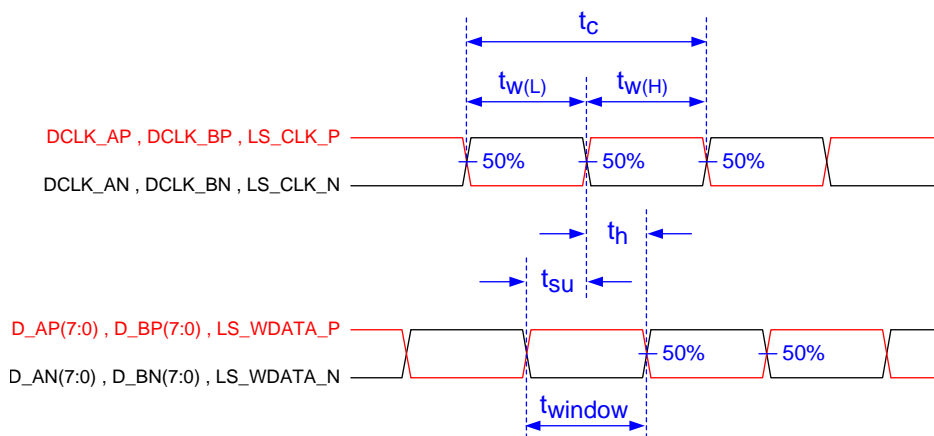 tc
tw(L) tw(H)
DCLK_AP , DCLK_BP , LS_CLK_P
50% 50% 50%
DCLK_AN , DCLK_BN , LS_CLK_N
th
tsu
D_AP(7:0) , D_BP(7:0) , LS_WDATA_P
50% 50%
D_AN(7:0) , D_BN(7:0) , LS_WDATA_N
twindow